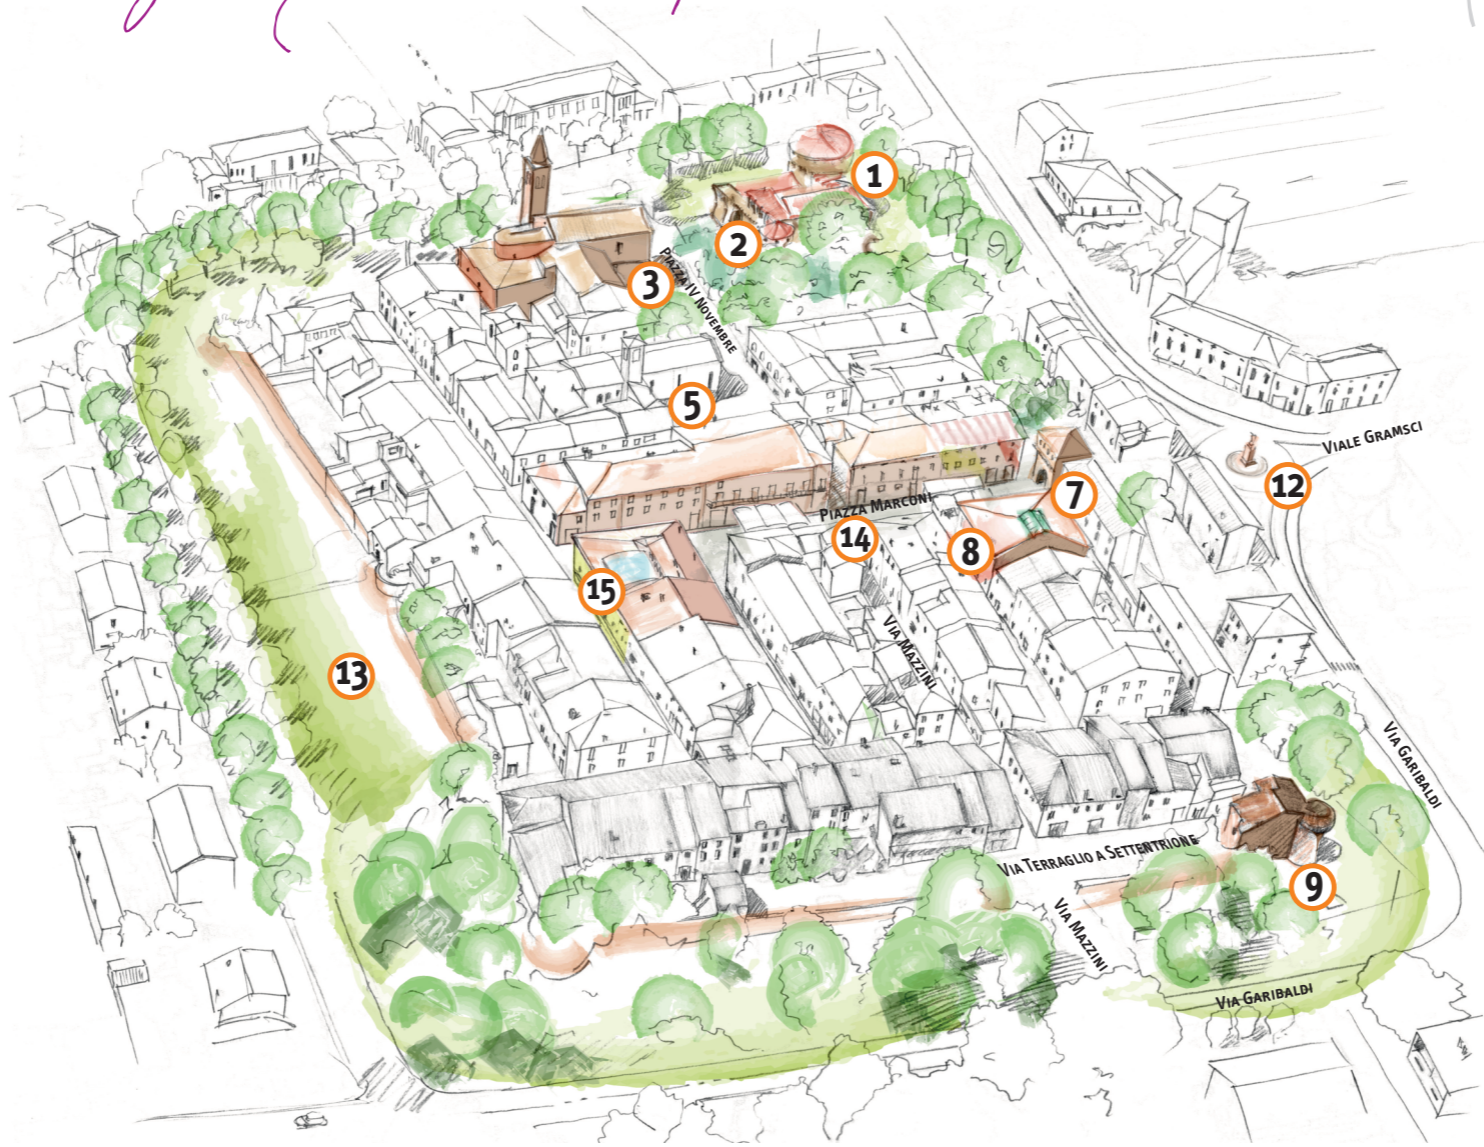 1
2
3
PIAZZA IV NOVEMBRE
5
VIALE GRAMSCI
12
7
PIAZZA MARCONI
14
8
15
VIA MAZZINI
13
VIA GARIBALDI
VIA TERRAGLIO A SETTENTRIONE
9
VIA MAZZINI
VIA GARIBALDI